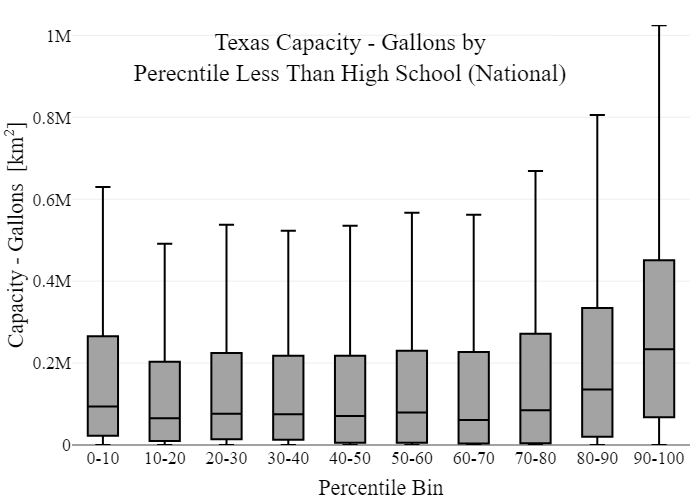 Texas Capacity - Gallons by
Perecntile Less Than High School (National)
Capacity - Gallons [km²]
1M
0.8M
0.6M
0.4M
0.2M
0
0-10 10-20 20-30 30-40 40-50 50-60 60-70 70-80 80-90 90-100
Percentile Bin